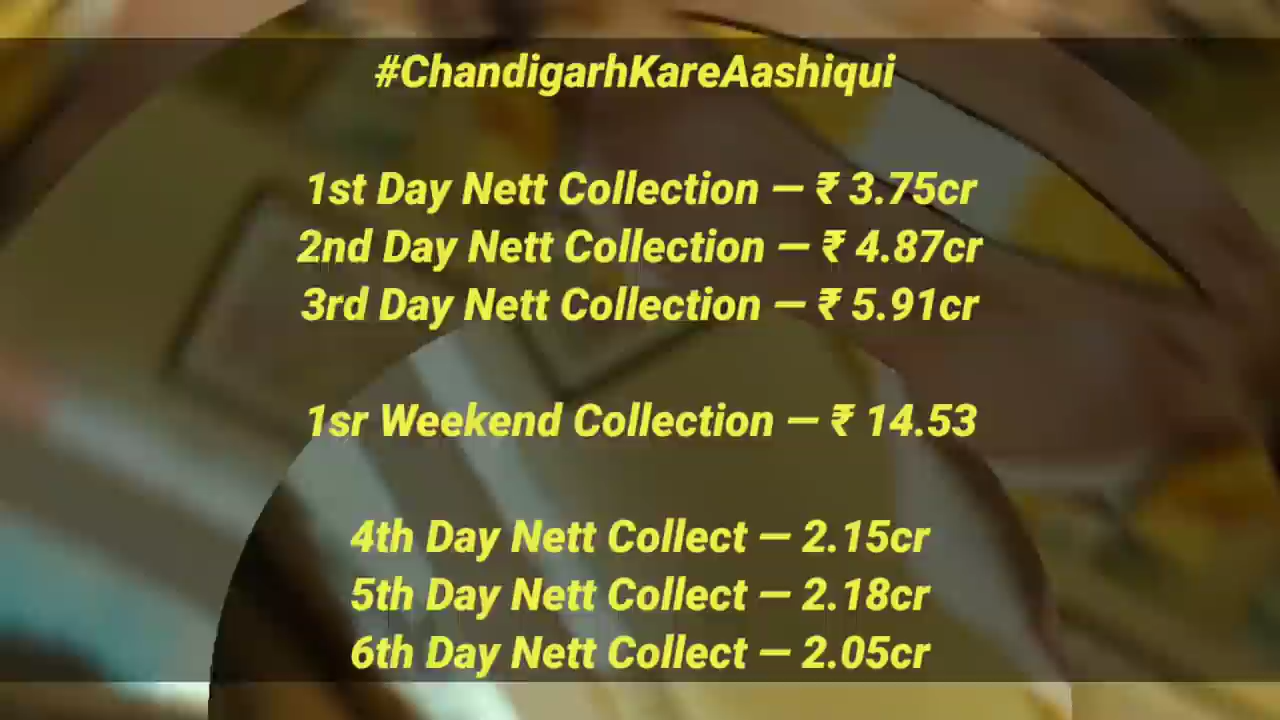 #ChandigarhKareAashiqui
1st Day Nett Collection — ₹ 3.75cr
2nd Day Nett Collection — ₹ 4.87cr
3rd Day Nett Collection — ₹ 5.91cr
1sr Weekend Collection — ₹ 14.53
4th Day Nett Collect — 2.15cr
5th Day Nett Collect — 2.18cr
6th Day Nett Collect — 2.05cr